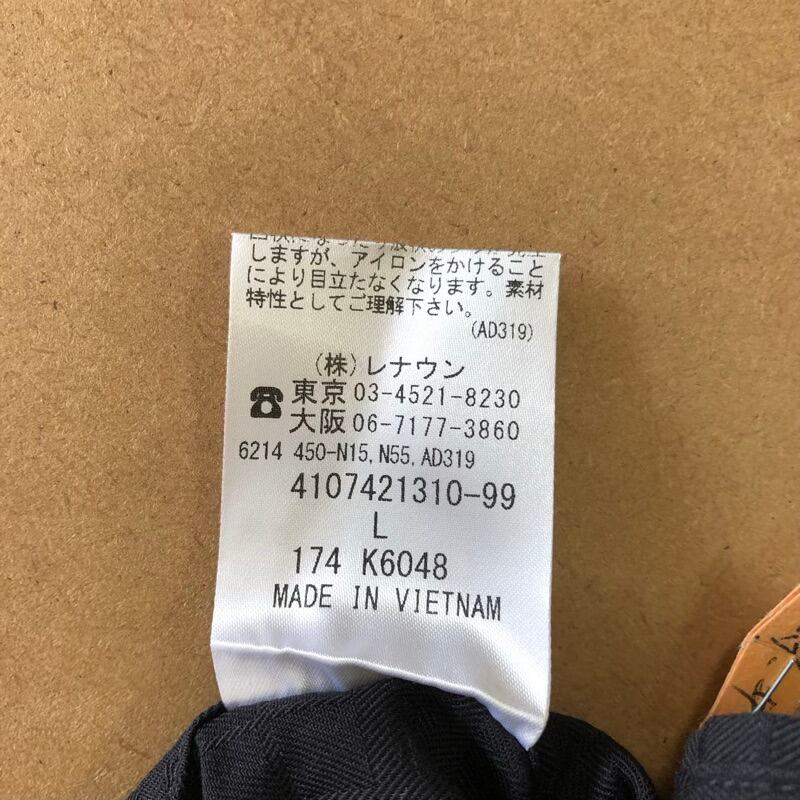 しますが、アイロンをかけること
により目立たなくなります。素材
特性としてご理解下さい。
(AD319)
(株)レナウン
☎東京 03-4521-8230
大阪 06-7177-3860
6214 450-N15,N55,AD319
4107421310-99
L
174 K6048
MADE IN VIETNAM